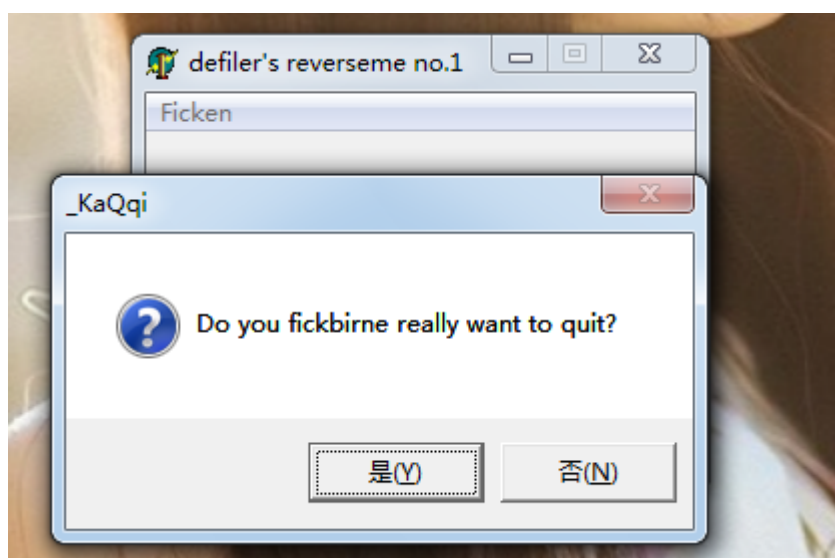 defiler's reverseme no.1
Ficken
_KaQqi
Do you fickbirne really want to quit?
是(Y)
否(N)